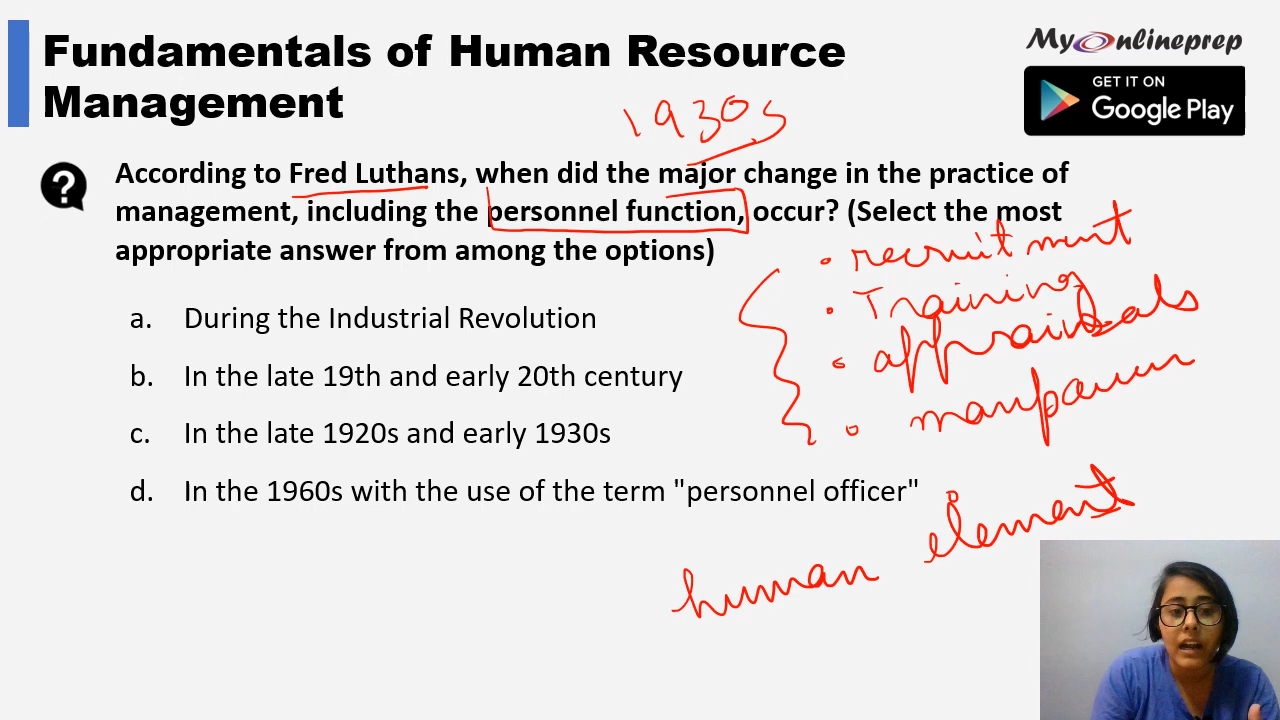 Fundamentals of Human Resource
Management
MyOnlineprep
GET IT ON
Google Play
1930s
?
According to Fred Luthans, when did the major change in the practice of
management, including the personnel function, occur? (Select the most
appropriate answer from among the options)
• recruitment
• Training
• appraisals
•
a. During the Industrial Revolution
b. In the late 19th and early 20th century
c. In the late 1920s and early 1930s
d. In the 1960s with the use of the term "personnel officer"
human element